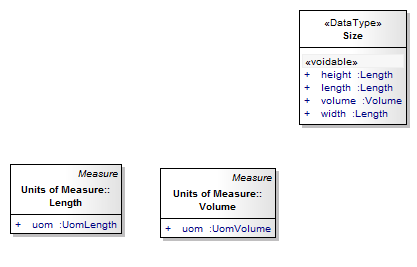 «DataType»
Size
«voidable»
+ height :Length
+ length :Length
+ volume :Volume
+ width :Length
Measure
Units of Measure::
Length
+ uom :UomLength
Measure
Units of Measure::
Volume
+ uom :UomVolume